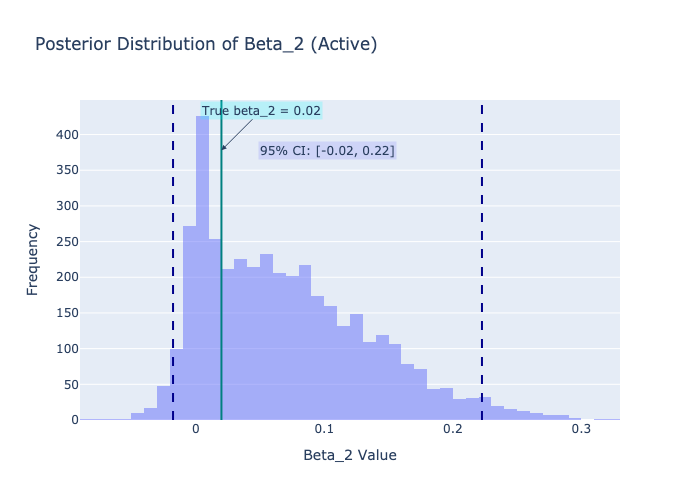 Posterior Distribution of Beta_2 (Active)
True beta_2 = 0.02
95% CI: [-0.02, 0.22]
Frequency
400
350
300
250
200
150
100
50
0
0 0.1 0.2 0.3
Beta_2 Value